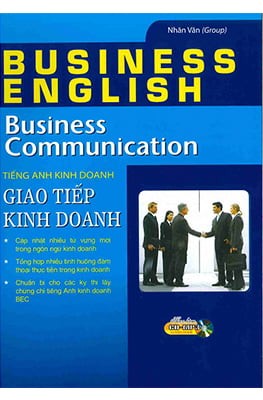 Nhân Văn (Group)
BUSINESS
ENGLISH
Business
Communication
TIẾNG ANH KINH DOANH
GIAO TIẾP
KINH DOANH
Cập nhật nhiều từ vựng mới
trong ngôn ngữ kinh doanh
Tổng hợp nhiều tình huống đàm
thoại thực tiễn trong kinh doanh
Chuẩn bị cho các kỳ thi lấy
chứng chỉ tiếng Anh kinh doanh
BEC
CD-MP3